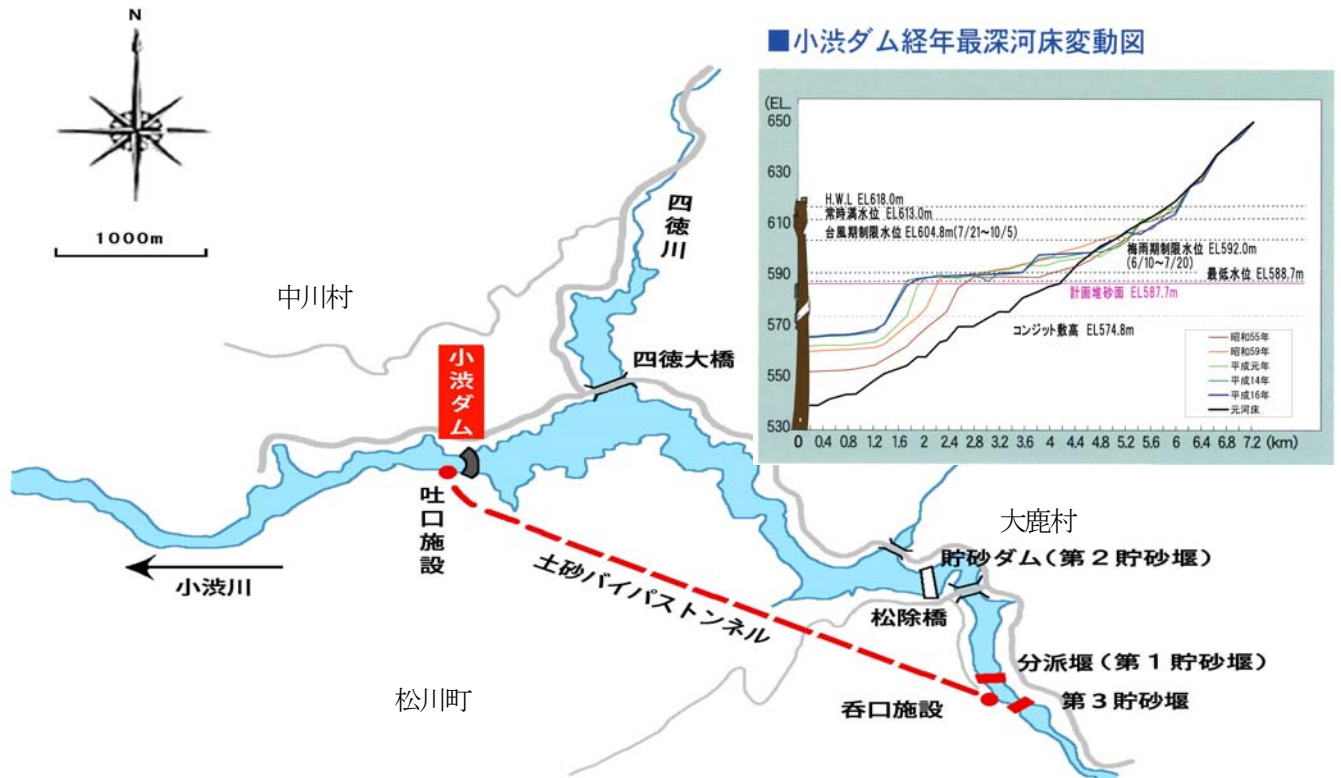 N
1000m
中川村
四徳川
四徳大橋
小渋ダム
吐口施設
小渋川
土砂バイパストンネル
松川町
大鹿村
貯砂ダム(第2貯砂堰)
松除橋
分派堰(第1貯砂堰)
呑口施設
第3貯砂堰
■小渋ダム経年最深河床変動図
(EL.
650
630
610
590
570
550
530
H.W.L EL618.0m
常時満水位 EL613.0m
台風期制限水位 EL604.8m(7/21~10/5)
梅雨期制限水位 EL592.0m
(6/10~7/20)
最低水位 EL588.7m
計画堆砂面 EL587.7m
コンジット敷高 EL574.8m
昭和55年
昭和59年
平成元年
平成14年
平成16年
元河床
0 0.4 0.8 1.2 1.6 2 2.4 2.8 3.2 3.6 4 4.4 4.8 5.2 5.6 6 6.4 6.8 7.2 (km)